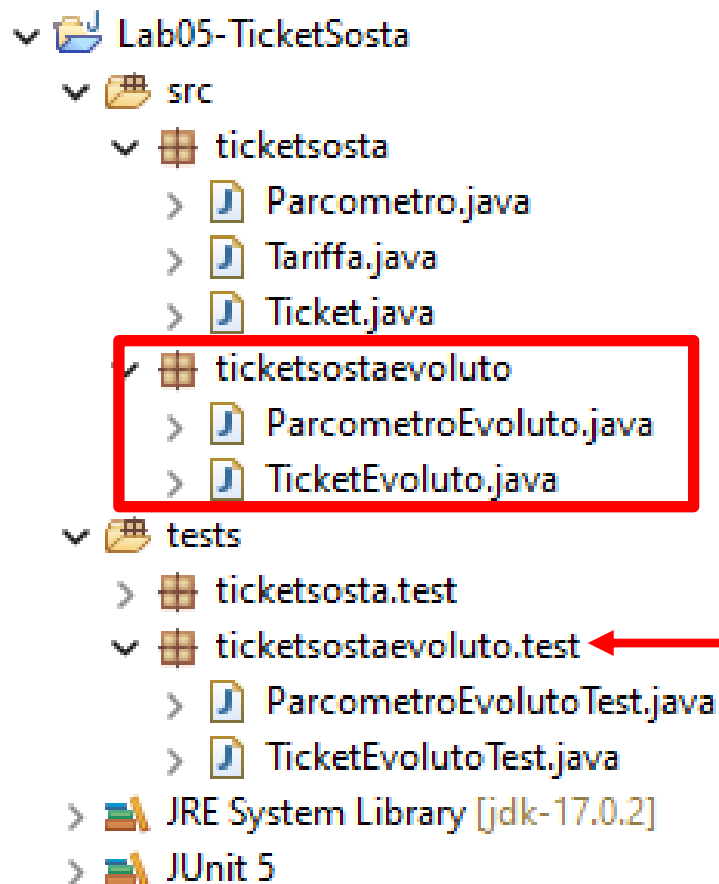 Lab05-TicketSosta
src
ticketsosta
Parcometro.java
Tariffa.java
Ticket.java
ticketsostaevoluto
ParcometroEvoluto.java
TicketEvoluto.java
tests
ticketsosta.test
ticketsostaevoluto.test
ParcometroEvolutoTest.java
TicketEvolutoTest.java
JRE System Library [jdk-17.0.2]
JUnit 5